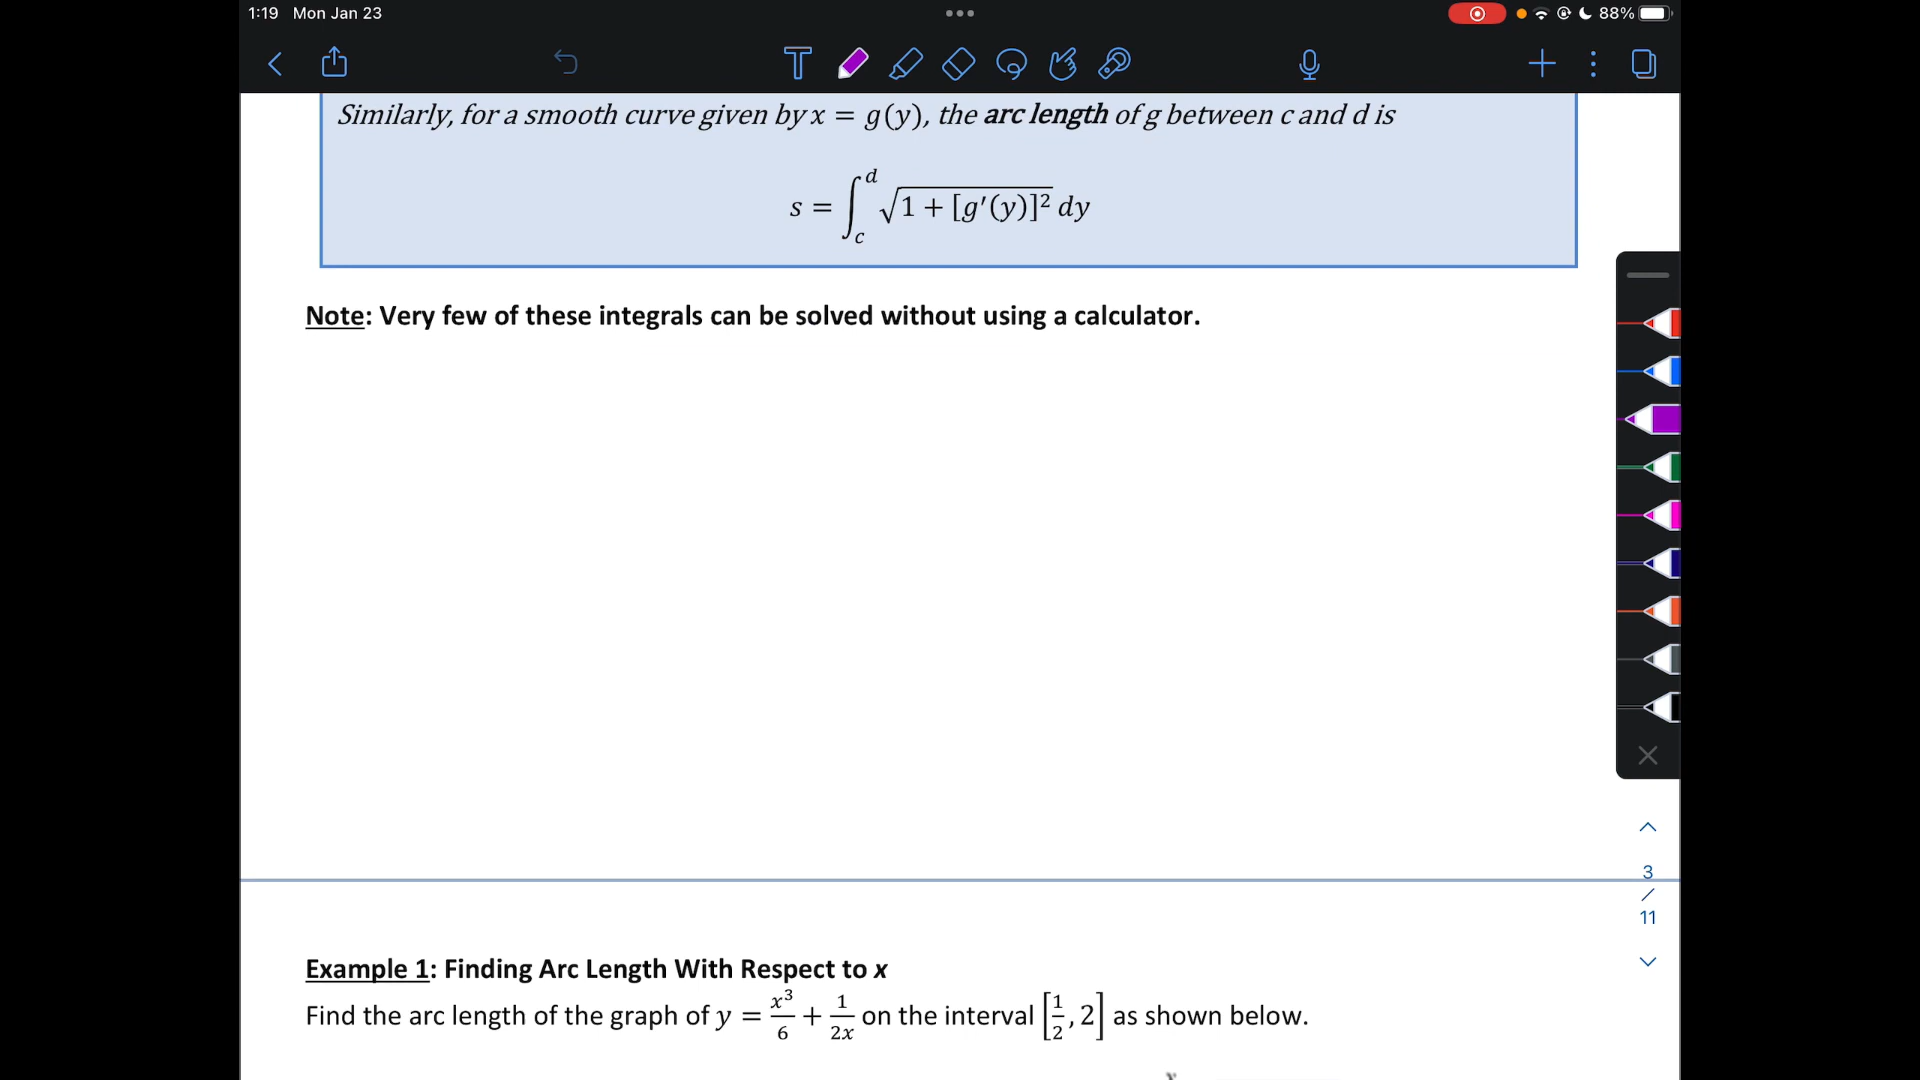 1:19 Mon Jan 23
88%
Similarly, for a smooth curve given by x = g(y), the arc length of g between c and d is
s = ∫_c^d √(1 + [g′(y)]²) dy
Note: Very few of these integrals can be solved without using a calculator.
3
/
11
Example 1: Finding Arc Length With Respect to x
Find the arc length of the graph of y = x³/6 + 1/2x on the interval [1/2, 2] as shown below.